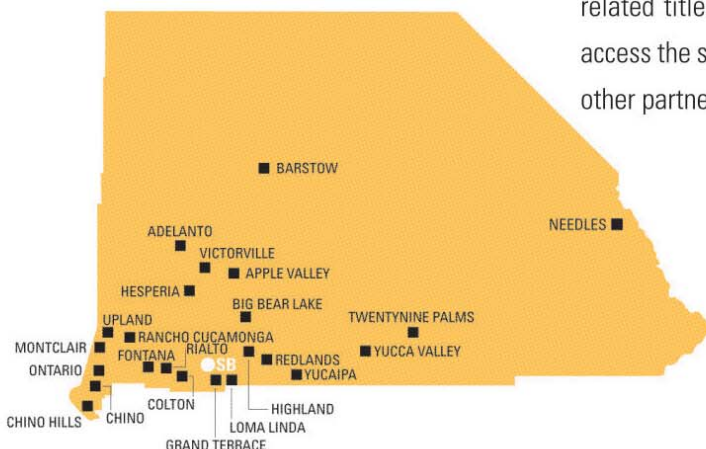 related title
access the s
other partne
BARSTOW
NEEDLES
ADELANTO
VICTORVILLE
APPLE VALLEY
HESPERIA
BIG BEAR LAKE
TWENTYNINE PALMS
UPLAND
RANCHO CUCAMONGA
MONTCLAIR
FONTANA
RIALTO
YUCCA VALLEY
REDLANDS
SB
ONTARIO
YUCAIPA
COLTON
HIGHLAND
CHINO HILLS
CHINO
LOMA LINDA
GRAND TERRACE